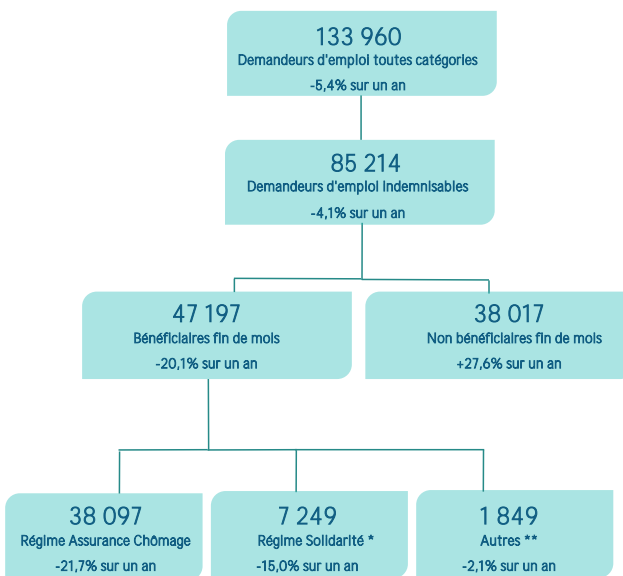 133 960
Demandeurs d'emploi toutes catégories
-5,4% sur un an
85 214
Demandeurs d'emploi indemnisables
-4,1% sur un an
47 197
Bénéficiaires fin de mois
-20,1% sur un an
38 017
Non bénéficiaires fin de mois
+27,6% sur un an
38 097
Régime Assurance Chômage
-21,7% sur un an
7 249
Régime Solidarité *
-15,0% sur un an
1 849
Autres **
-2,1% sur un an